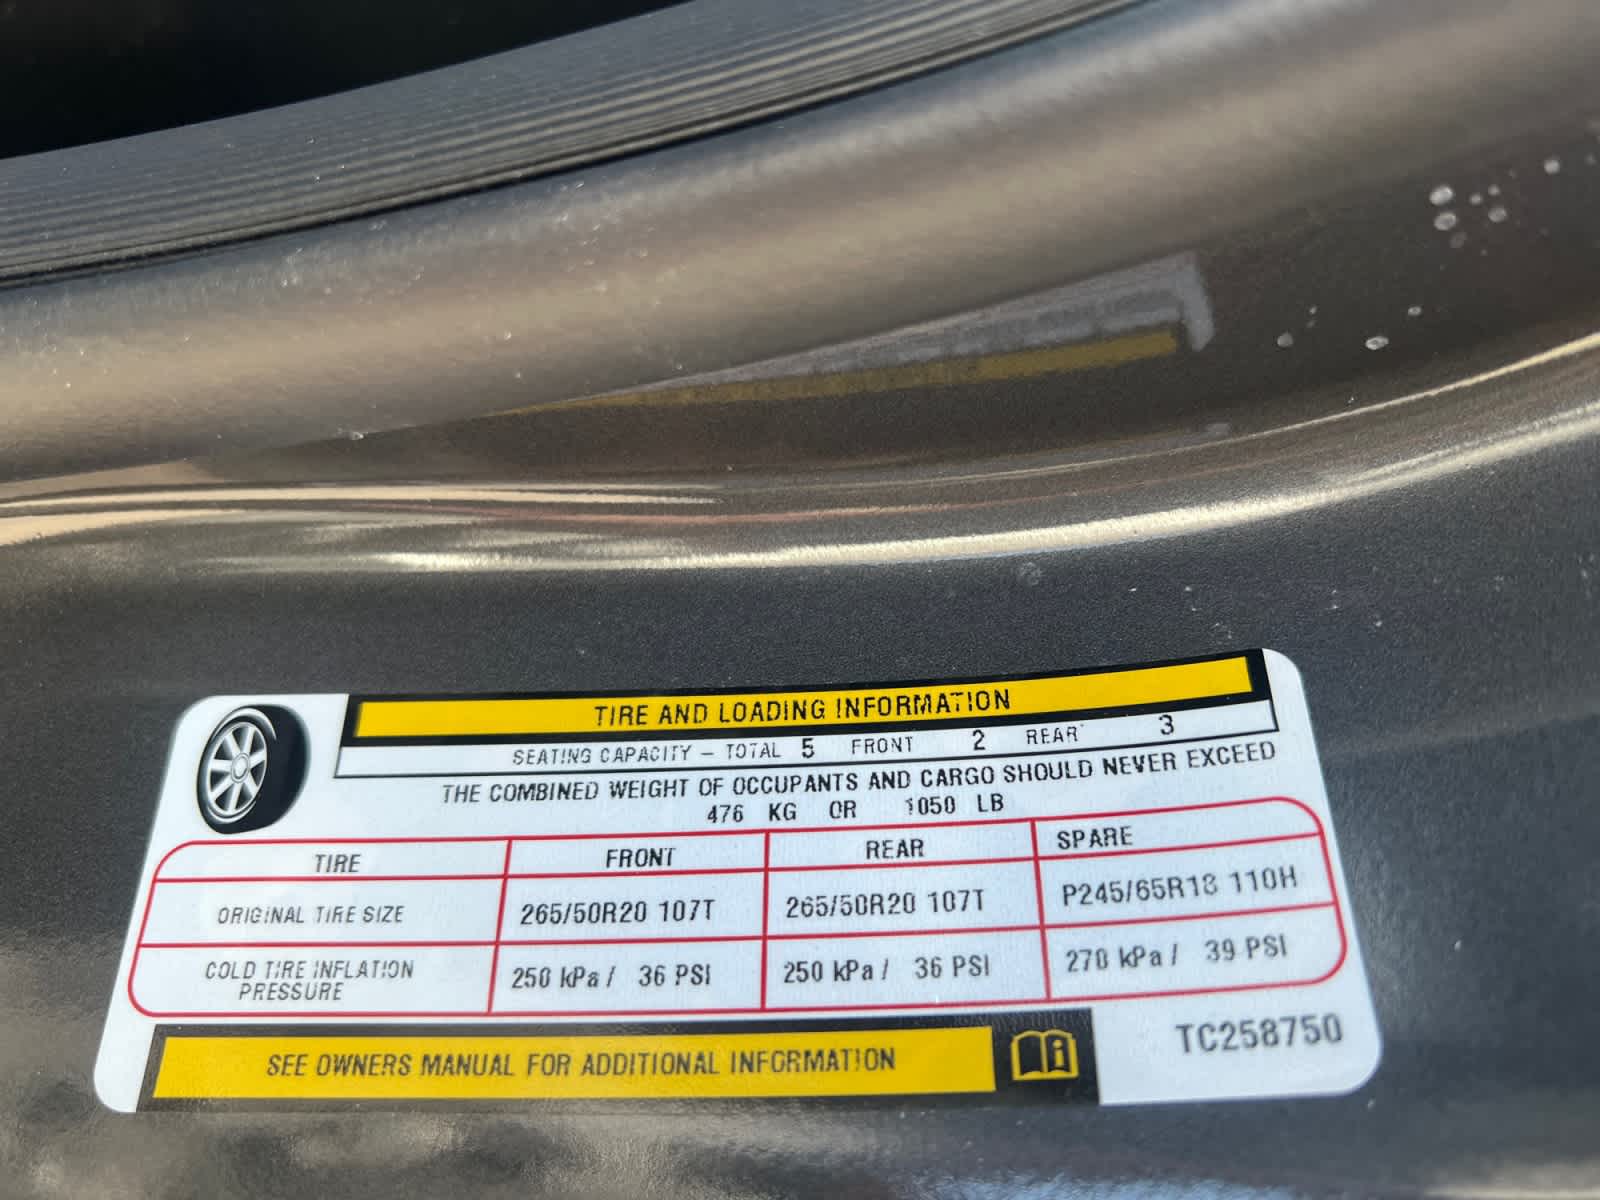 TIRE AND LOADING INFORMATION
SEATING CAPACITY – TOTAL 5 FRONT 2 REAR 3
THE COMBINED WEIGHT OF OCCUPANTS AND CARGO SHOULD NEVER EXCEED
476 KG OR 1050 LB
TIRE FRONT REAR SPARE
ORIGINAL TIRE SIZE 265/50R20 107T 265/50R20 107T P245/65R18 110H
COLD TIRE INFLATION PRESSURE 250 kPa / 36 PSI 250 kPa / 36 PSI 270 kPa / 39 PSI
SEE OWNERS MANUAL FOR ADDITIONAL INFORMATION
TC258750